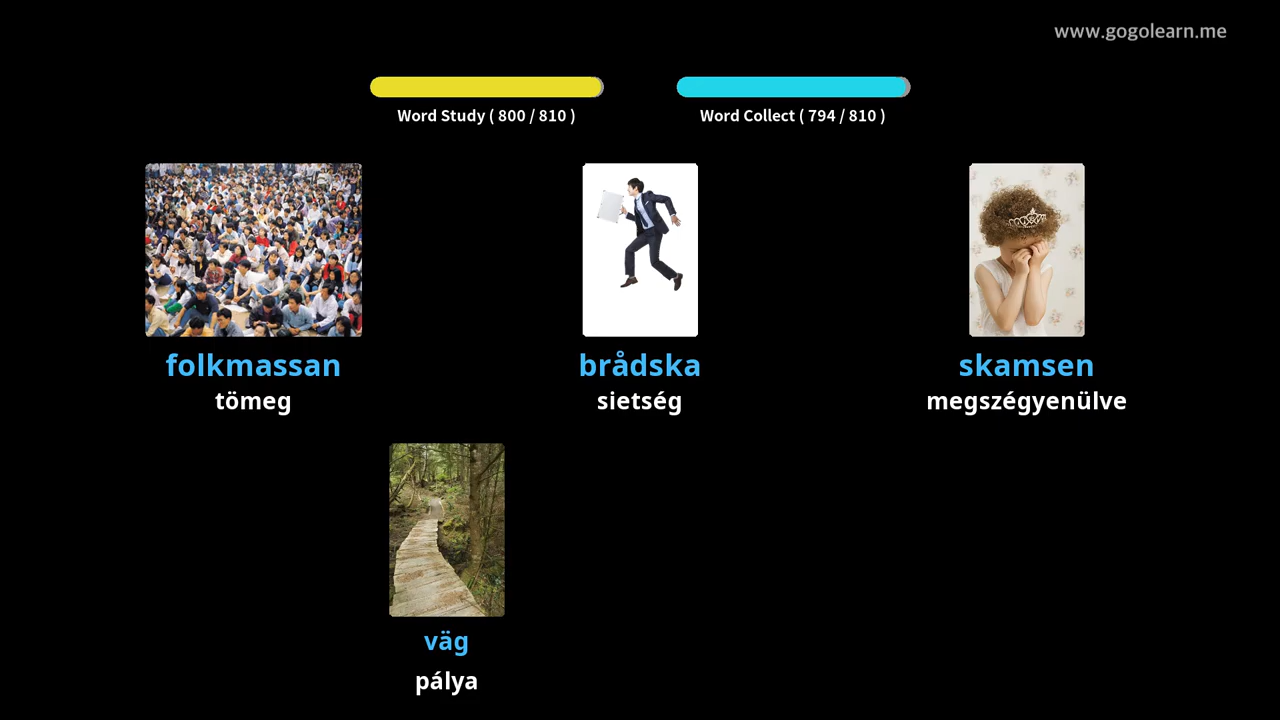 www.gogolearn.me
Word Study ( 800 / 810 )
Word Collect ( 794 / 810 )
folkmassan
tömeg
brådska
sietség
skamsen
megszégyenülve
väg
pálya